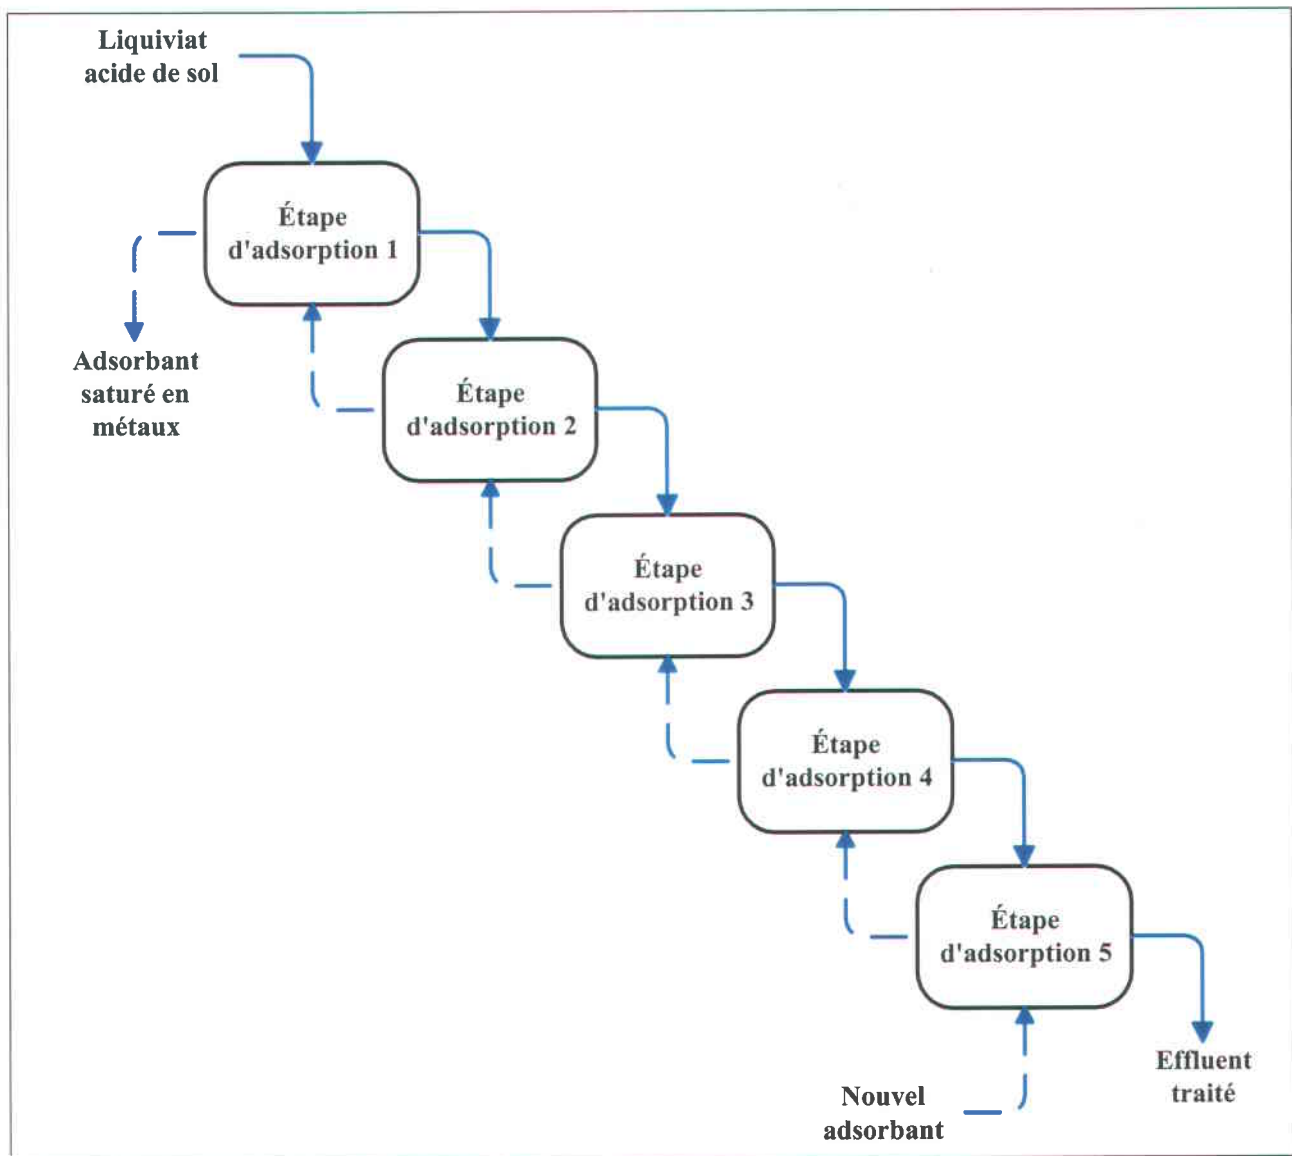 Liquiviat
acide de sol
Étape
d'adsorption 1
Adsorbant
saturé en
métaux
Étape
d'adsorption 2
Étape
d'adsorption 3
Étape
d'adsorption 4
Étape
d'adsorption 5
Effluent
traité
Nouvel
adsorbant